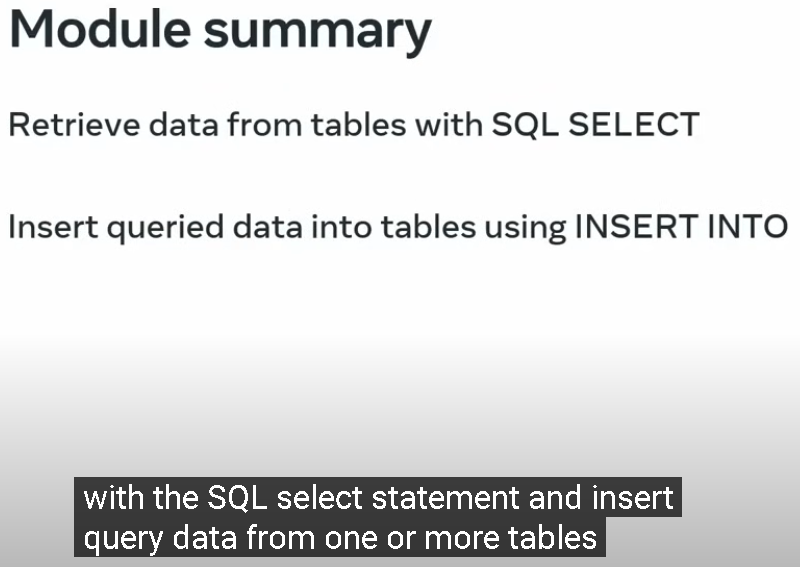 Module summary
Retrieve data from tables with SQL SELECT
Insert queried data into tables using INSERT INTO
with the SQL select statement and insert
query data from one or more tables